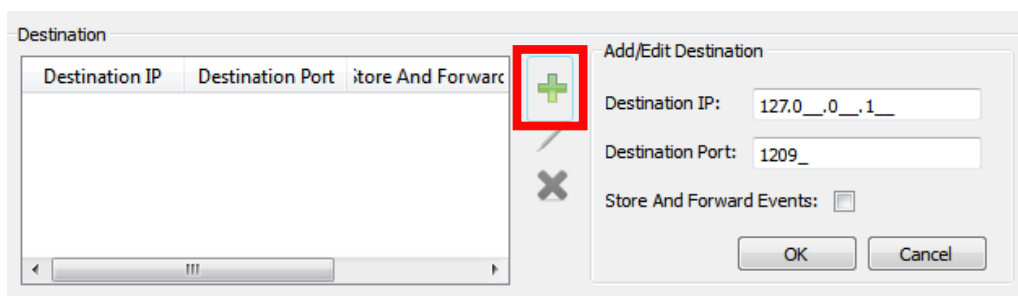 Destination
Destination IP Destination Port Store And Forward
Add/Edit Destination
Destination IP: 127.0__.0__.1__
Destination Port: 1209_
Store And Forward Events:
OK Cancel